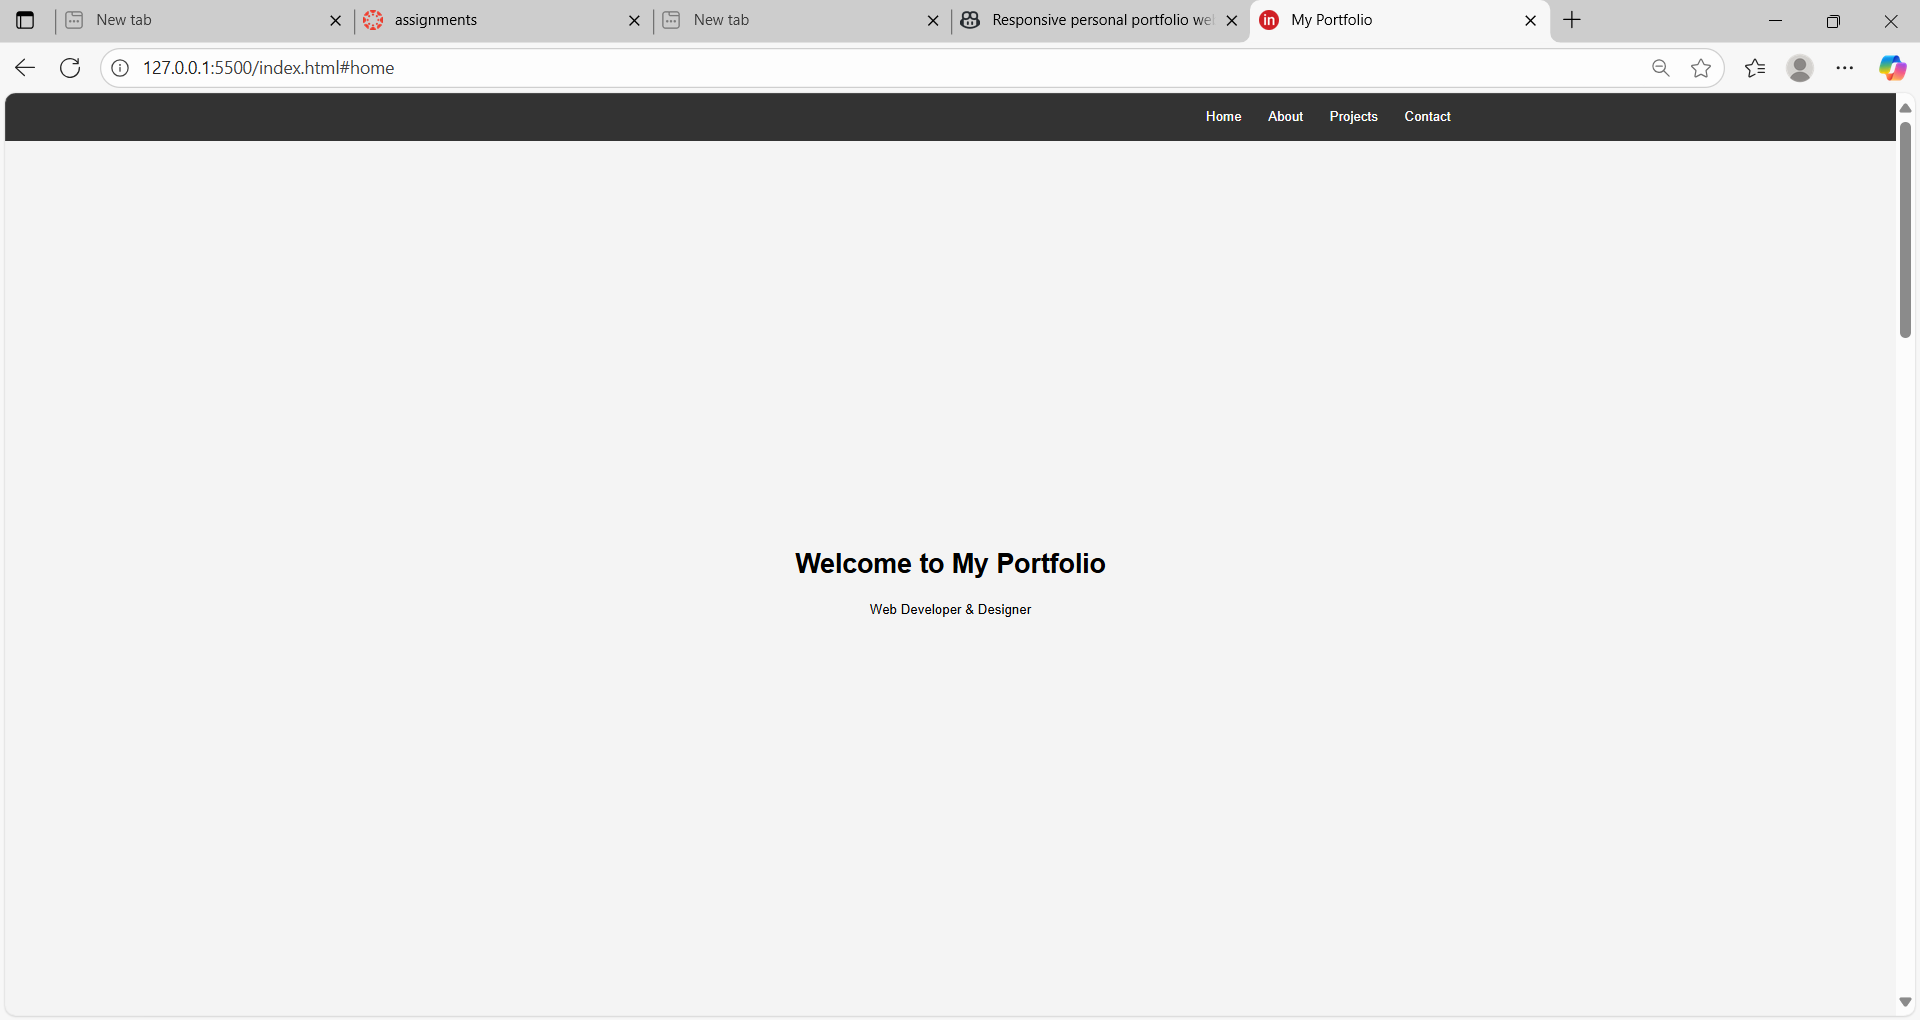 New tab
assignments
New tab
Responsive personal portfolio we
in My Portfolio
127.0.0.1:5500/index.html#home
Home About Projects Contact
Welcome to My Portfolio
Web Developer & Designer